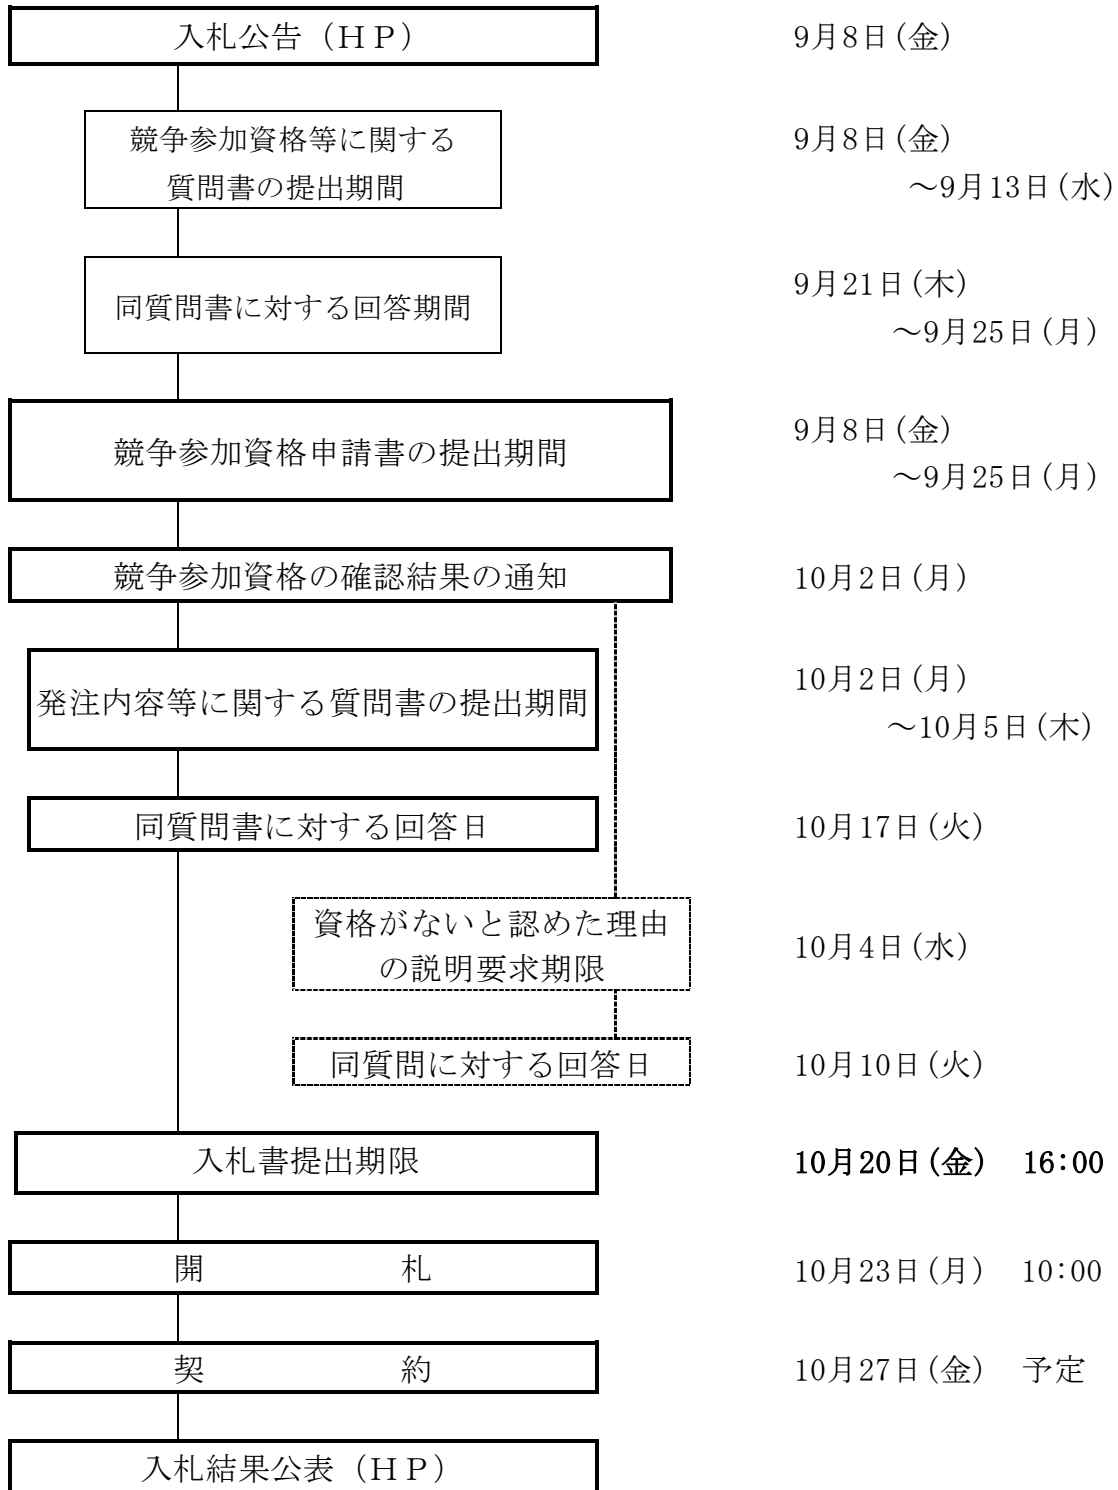 入札公告（ＨＰ）　9月8日(金)
競争参加資格等に関する　9月8日(金)
質問書の提出期間　～9月13日(水)
同質問書に対する回答期間　9月21日(木)
～9月25日(月)
競争参加資格申請書の提出期間　9月8日(金)
～9月25日(月)
競争参加資格の確認結果の通知　10月2日(月)
発注内容等に関する質問書の提出期間　10月2日(月)
～10月5日(木)
同質問書に対する回答日　10月17日(火)
資格がないと認めた理由　10月4日(水)
の説明要求期限
同質問に対する回答日　10月10日(火)
入札書提出期限　10月20日(金)　16:00
開　札　10月23日(月)　10:00
契　約　10月27日(金)　予定
入札結果公表（ＨＰ）